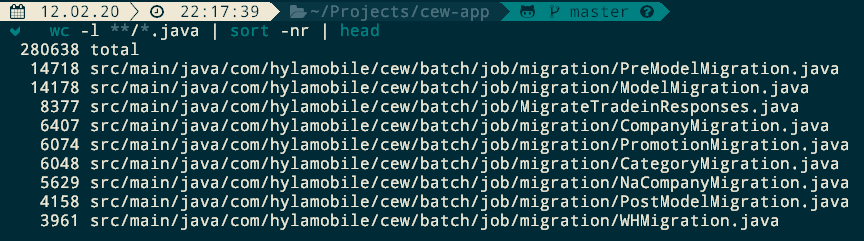 12.02.20 22:17:39 ~/Projects/cew-app master ?
wc -l **/*.java | sort -nr | head
280638 total
14718 src/main/java/com/hylamobile/cew/batch/job/migration/PreModelMigration.java
14178 src/main/java/com/hylamobile/cew/batch/job/migration/ModelMigration.java
8377 src/main/java/com/hylamobile/cew/batch/job/MigrateTradeinResponses.java
6407 src/main/java/com/hylamobile/cew/batch/job/migration/CompanyMigration.java
6074 src/main/java/com/hylamobile/cew/batch/job/migration/PromotionMigration.java
6048 src/main/java/com/hylamobile/cew/batch/job/migration/CategoryMigration.java
5629 src/main/java/com/hylamobile/cew/batch/job/migration/NaCompanyMigration.java
4158 src/main/java/com/hylamobile/cew/batch/job/migration/PostModelMigration.java
3961 src/main/java/com/hylamobile/cew/batch/job/migration/WHMigration.java